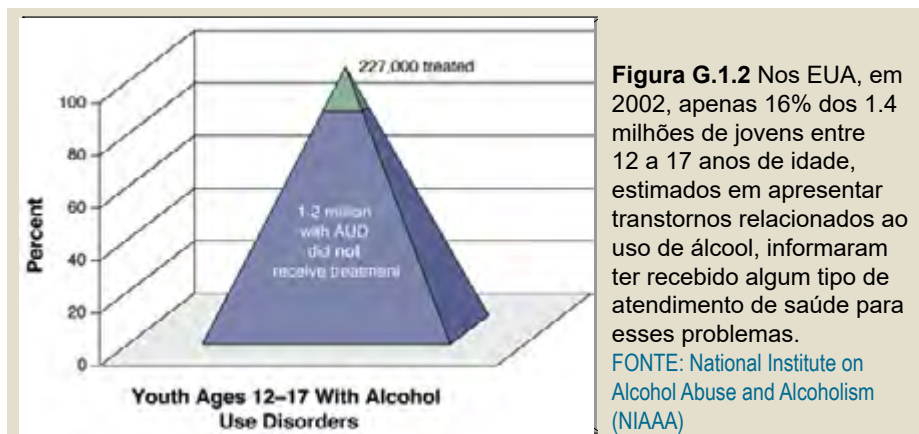 227,000 treated
100
80
60
40
20
0
Percent
1-2 million
with AUD
did not
receive treatment
Youth Ages 12–17 With Alcohol
Use Disorders
Figura G.1.2 Nos EUA, em
2002, apenas 16% dos 1.4
milhões de jovens entre
12 a 17 anos de idade,
estimados em apresentar
transtornos relacionados ao
uso de álcool, informaram
ter recebido algum tipo de
atendimento de saúde para
esses problemas.
FONTE: National Institute on
Alcohol Abuse and Alcoholism
(NIAAA)